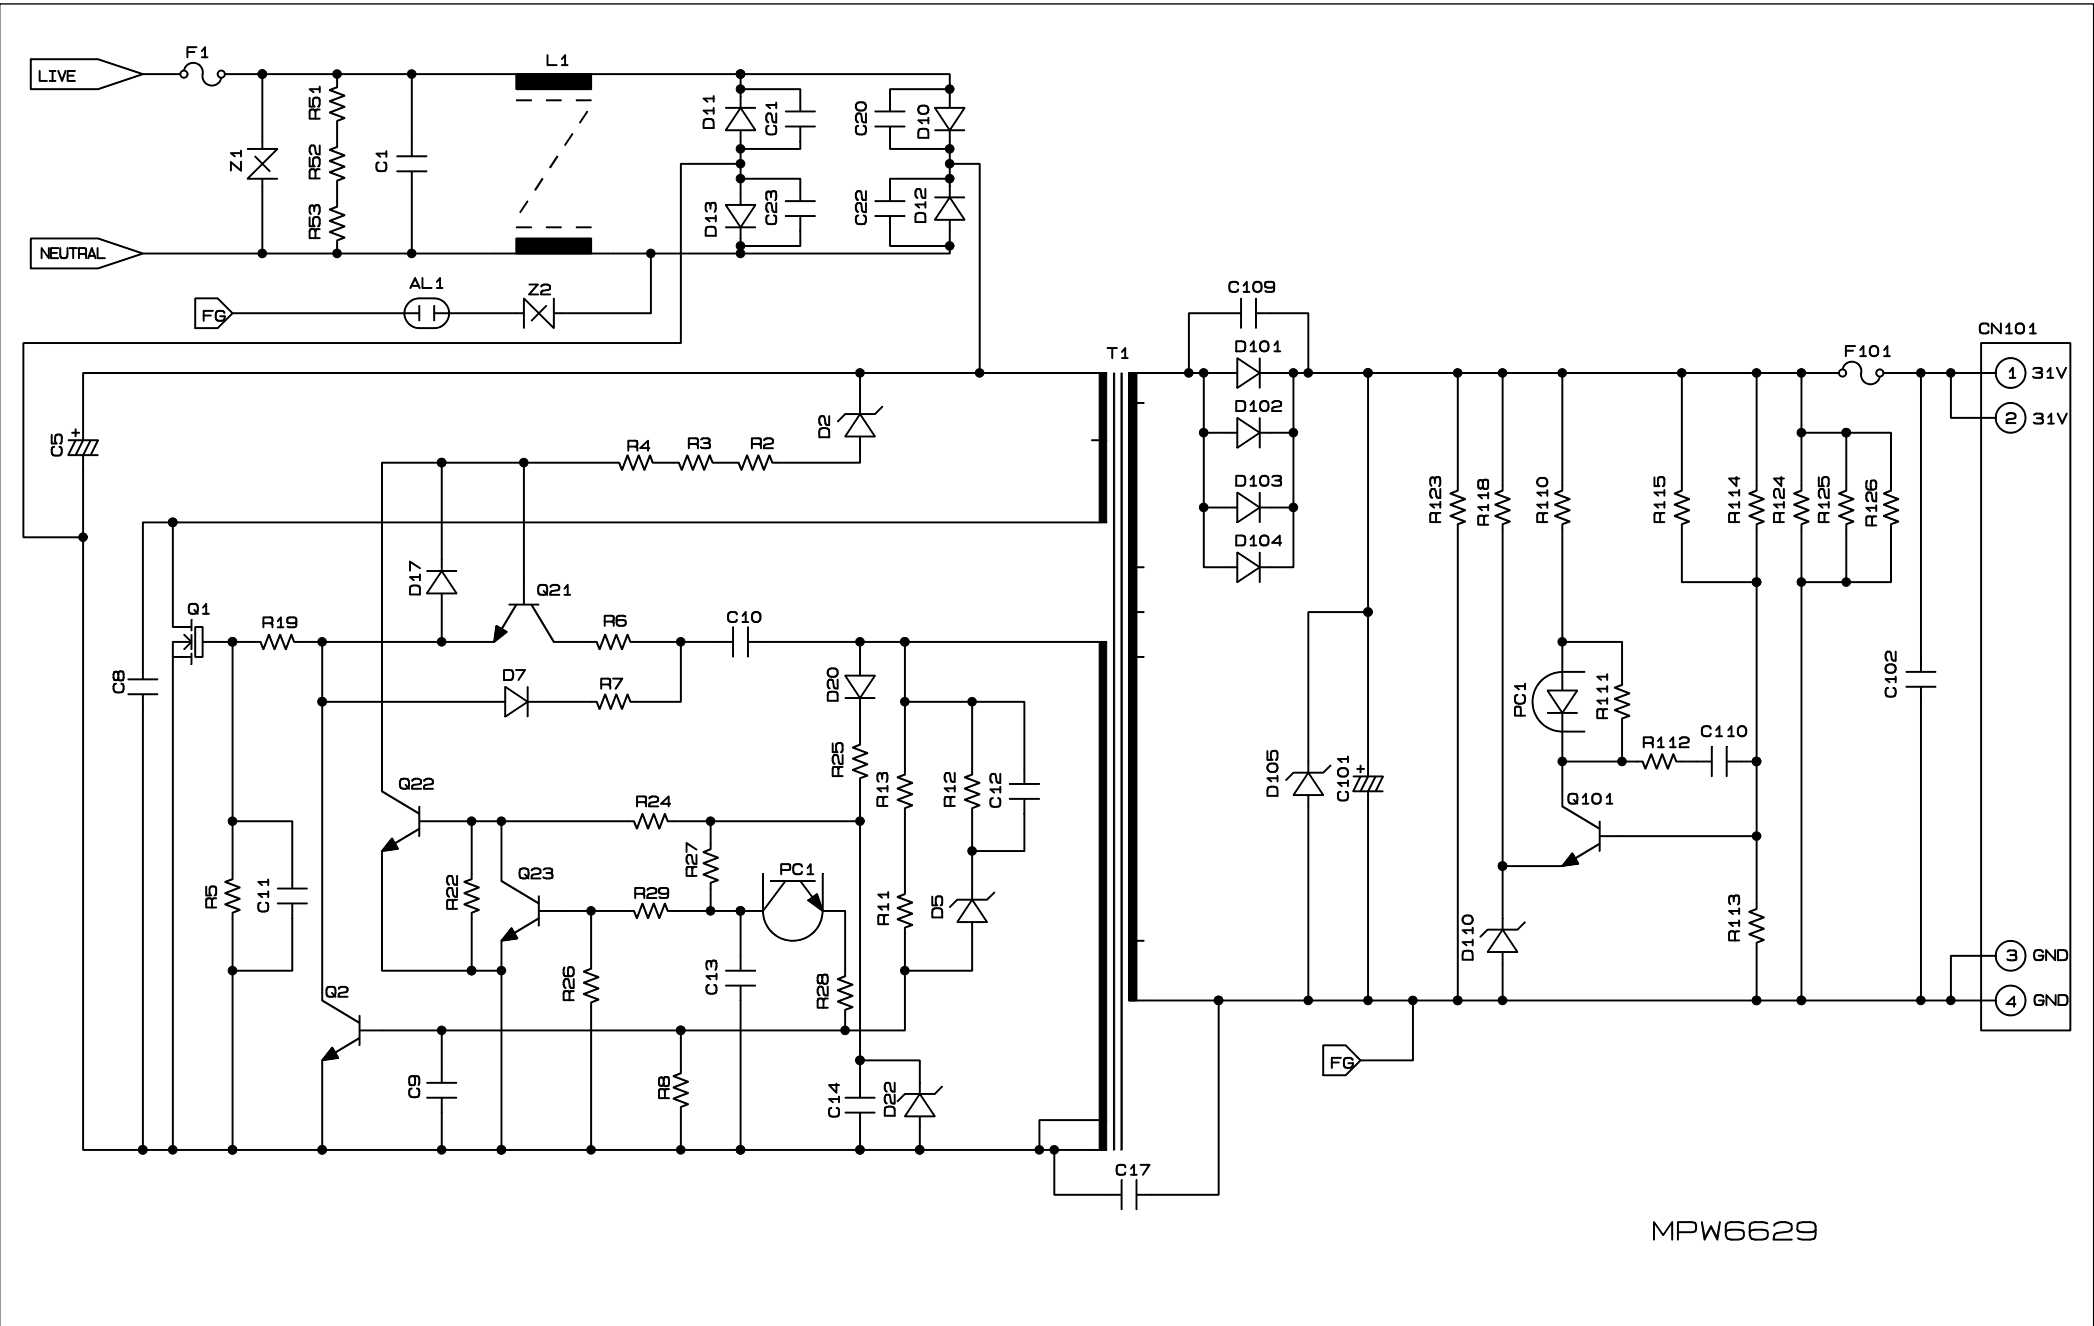 F1
L1
LIVE
R51
D11
C21
C20
D10
Z1
R52
C1
R53
D13
C23
C22
D12
NEUTRAL
AL1
Z2
FG
C109
CN101
T1
D101
F101
1 31V
D102
2 31V
C5
+
R4
R3
R2
D2
D103
R123
R118
R110
R115
R114
R124
R125
R126
D104
D17
Q21
Q1
R19
R6
C10
C8
D7
R7
D20
PC1
R111
C102
R112
C110
R25
R13
R12
C12
D105
C101
+
Q22
R24
Q101
R27
PC1
Q23
R5
C11
R22
R29
R11
D5
D110
R113
3 GND
R26
C13
R28
Q2
4 GND
FG
C9
R8
C14
D22
C17
MPW6629